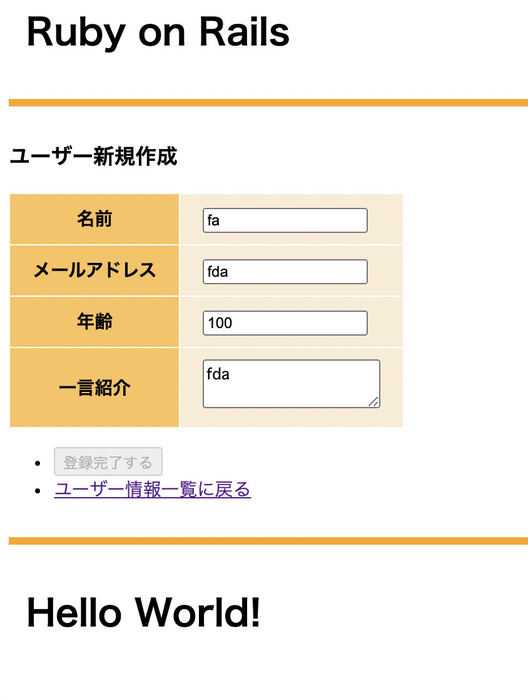 Ruby on Rails
ユーザー新規作成
名前 fa
メールアドレス fda
年齢 100
一言紹介 fda
登録完了する
ユーザー情報一覧に戻る
Hello World!